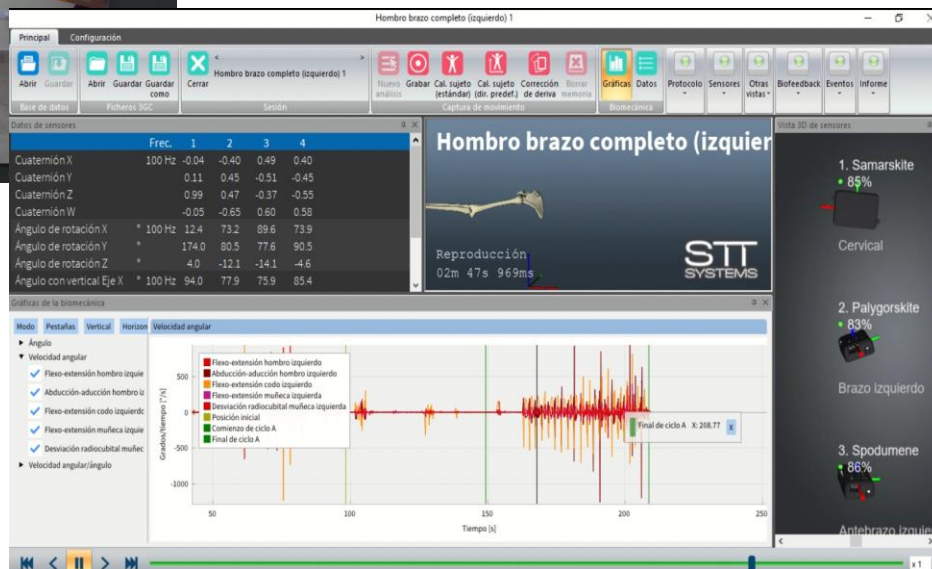 Hombro brazo completo (izquierdo) 1
Principal Configuración
Abrir Guardar
Base de datos
Abrir Guardar Guardar como
Ficheros 3GC
Cerrar
< >
Hombro brazo completo (izquierdo) 1
Sesión
Nuevo análisis
Grabar
Cal. sujeto (estándar)
Cal. sujeto (dir. predef.)
Corrección de deriva
Borrar memoria
Captura de movimiento
Gráficas Datos
Biomecánica
Protocolo
Sensores
Otras vistas
Biofeedback
Eventos
Informe
Datos de sensores
Frec. 1 2 3 4
Cuaternión X 100 Hz -0.04 -0.40 0.49 0.40
Cuaternión Y 0.11 0.45 -0.51 -0.45
Cuaternión Z 0.99 0.47 -0.37 -0.55
Cuaternión W -0.05 -0.65 0.60 0.58
Ángulo de rotación X ° 100 Hz 12.4 73.2 89.6 73.9
Ángulo de rotación Y ° 174.0 80.5 77.6 90.5
Ángulo de rotación Z ° 4.0 -12.1 -14.1 -4.6
Ángulo con vertical Eje X ° 100 Hz 94.0 77.9 75.9 85.4
Hombro brazo completo (izquier
Reproducción
02m 47s 969ms
STT
SYSTEMS
Vista 3D de sensores
1. Samarskite
85%
Cervical
2. Palygorskite
83%
Brazo izquierdo
3. Spodumene
86%
Antebrazo izquie
Gráficas de la biomecánica
Modo Pestañas Vertical Horizon
Ángulo
Velocidad angular
Flexo-extensión hombro izquie
Abducción-aducción hombro iz
Flexo-extensión codo izquierdc
Flexo-extensión muñeca izquie
Desviación radiocubital muñec
Velocidad angular/ángulo
Velocidad angular
Flexo-extensión hombro izquierdo
Abducción-aducción hombro izquierdo
Flexo-extensión codo izquierdo
Flexo-extensión muñeca izquierda
Desviación radiocubital muñeca izquierda
Posición inicial
Comienzo de ciclo A
Final de ciclo A
Final de ciclo A X: 208.77 X
Grados/tiempo [°/s]
500
0
-500
-1000
50 100 150 200 250
Tiempo [s]
x 1